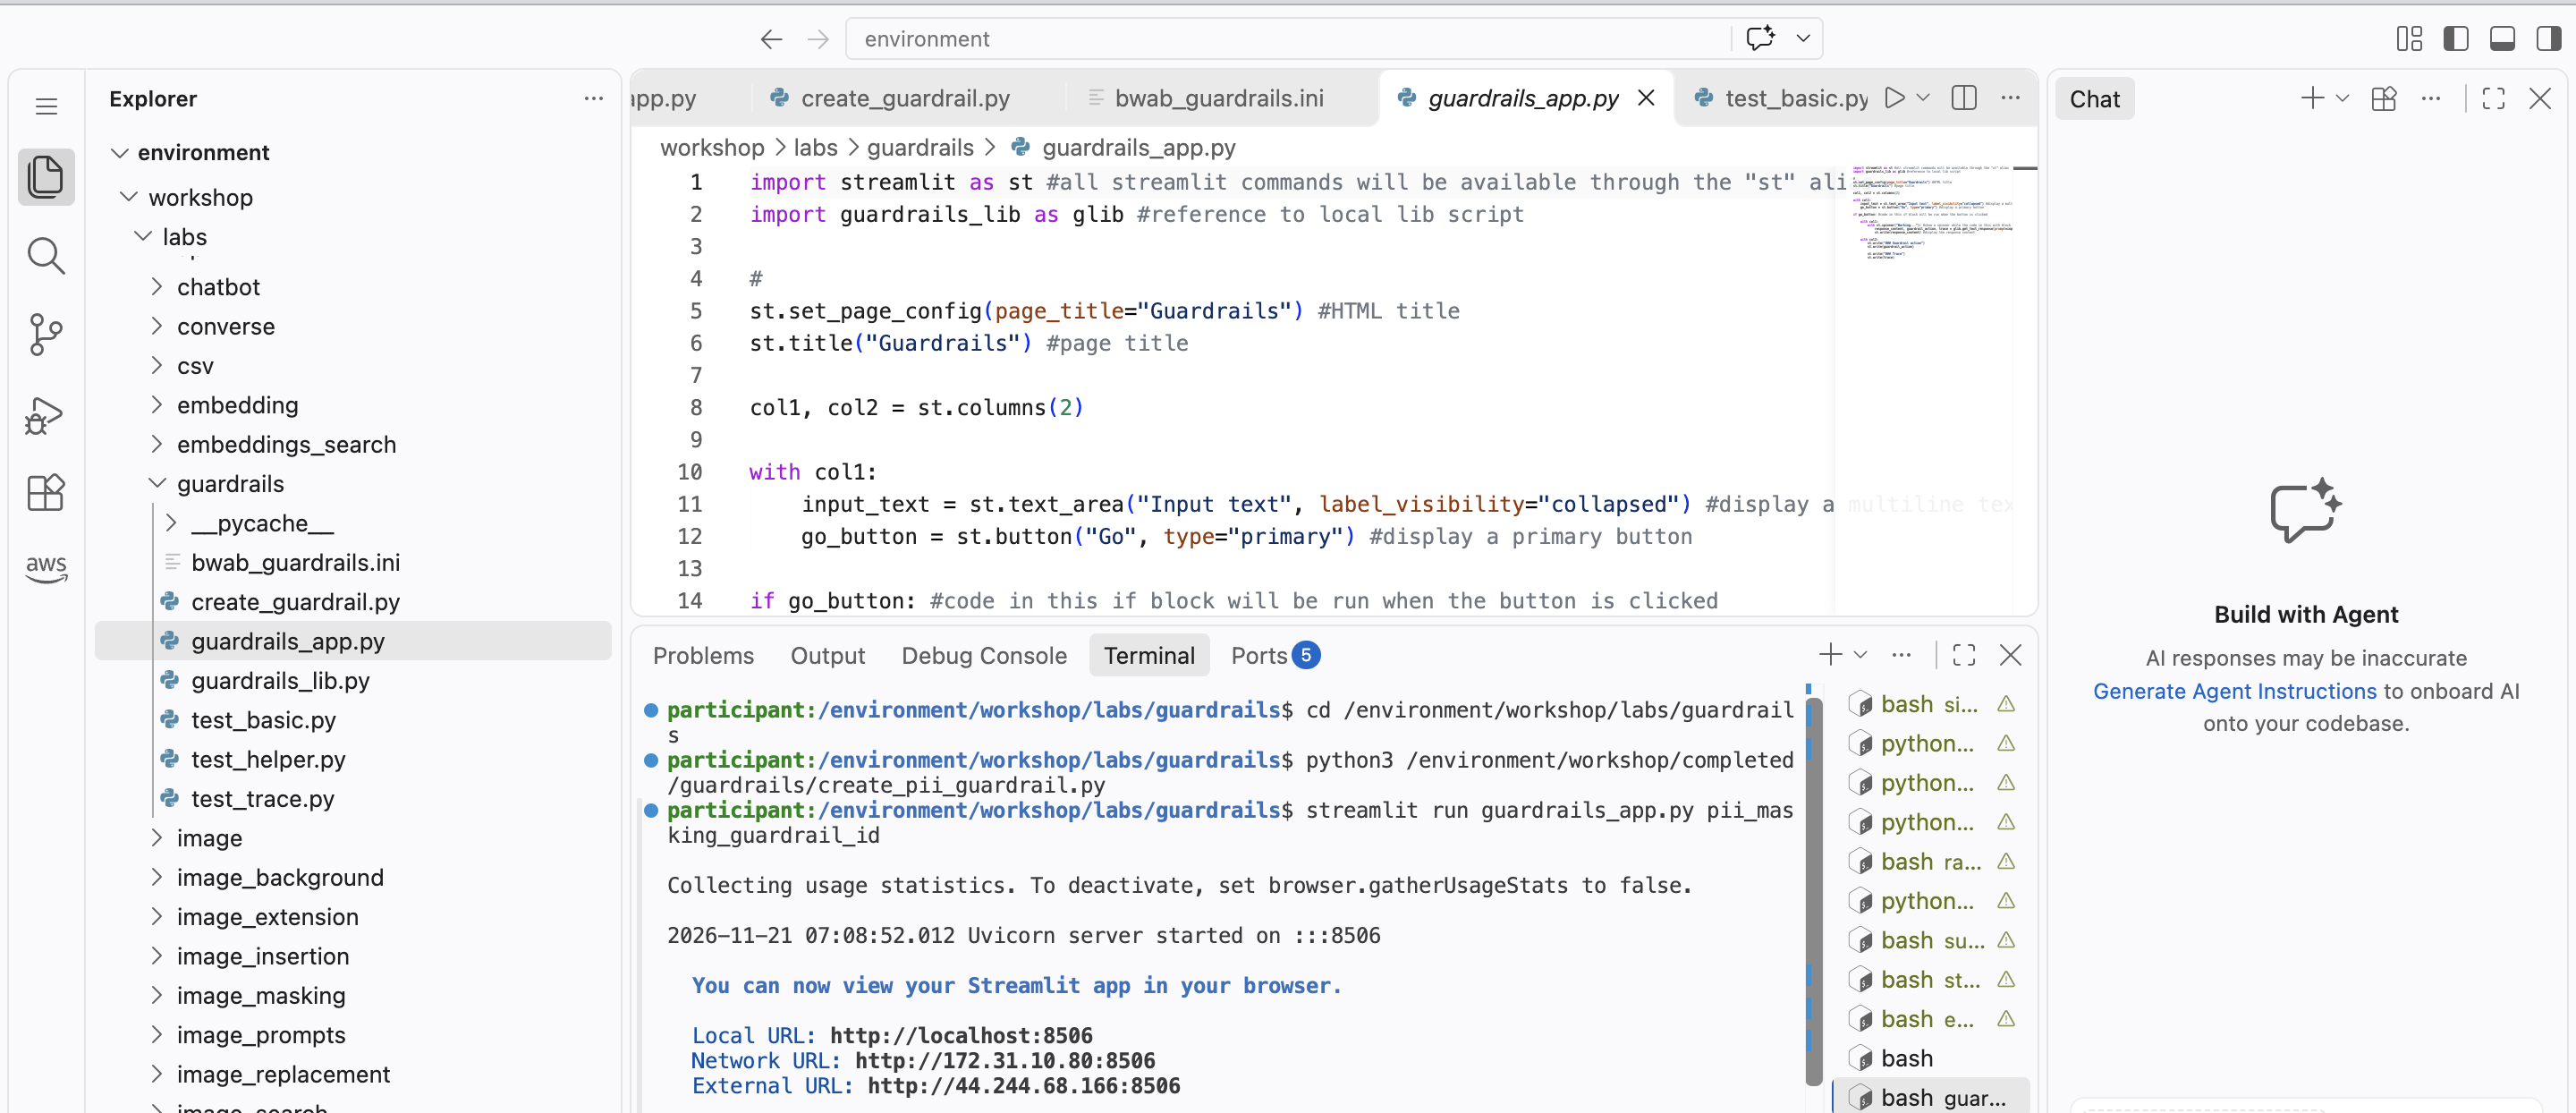 environment
Explorer
environment
workshop
labs
chatbot
converse
csv
embedding
embeddings_search
guardrails
__pycache__
bwab_guardrails.ini
create_guardrail.py
guardrails_app.py
guardrails_lib.py
test_basic.py
test_helper.py
test_trace.py
image
image_background
image_extension
image_insertion
image_masking
image_prompts
image_replacement
image_search
aws
app.py
create_guardrail.py
bwab_guardrails.ini
guardrails_app.py
test_basic.py
workshop > labs > guardrails > guardrails_app.py
1 import streamlit as st #all streamlit commands will be available through the "st" ali
2 import guardrails_lib as glib #reference to local lib script
3
4 #
5 st.set_page_config(page_title="Guardrails") #HTML title
6 st.title("Guardrails") #page title
7
8 col1, col2 = st.columns(2)
9
10 with col1:
11 input_text = st.text_area("Input text", label_visibility="collapsed") #display a multiline tex
12 go_button = st.button("Go", type="primary") #display a primary button
13
14 if go_button: #code in this if block will be run when the button is clicked
Problems Output Debug Console Terminal Ports 5
participant:/environment/workshop/labs/guardrails$ cd /environment/workshop/labs/guardrail
s
participant:/environment/workshop/labs/guardrails$ python3 /environment/workshop/completed
/guardrails/create_pii_guardrail.py
participant:/environment/workshop/labs/guardrails$ streamlit run guardrails_app.py pii_mas
king_guardrail_id
Collecting usage statistics. To deactivate, set browser.gatherUsageStats to false.
2026-11-21 07:08:52.012 Uvicorn server started on :::8506
You can now view your Streamlit app in your browser.
Local URL: http://localhost:8506
Network URL: http://172.31.10.80:8506
External URL: http://44.244.68.166:8506
bash si...
python...
python...
python...
bash ra...
python...
bash su...
bash st...
bash e...
bash
bash guar...
Chat
Build with Agent
AI responses may be inaccurate
Generate Agent Instructions to onboard AI
onto your codebase.